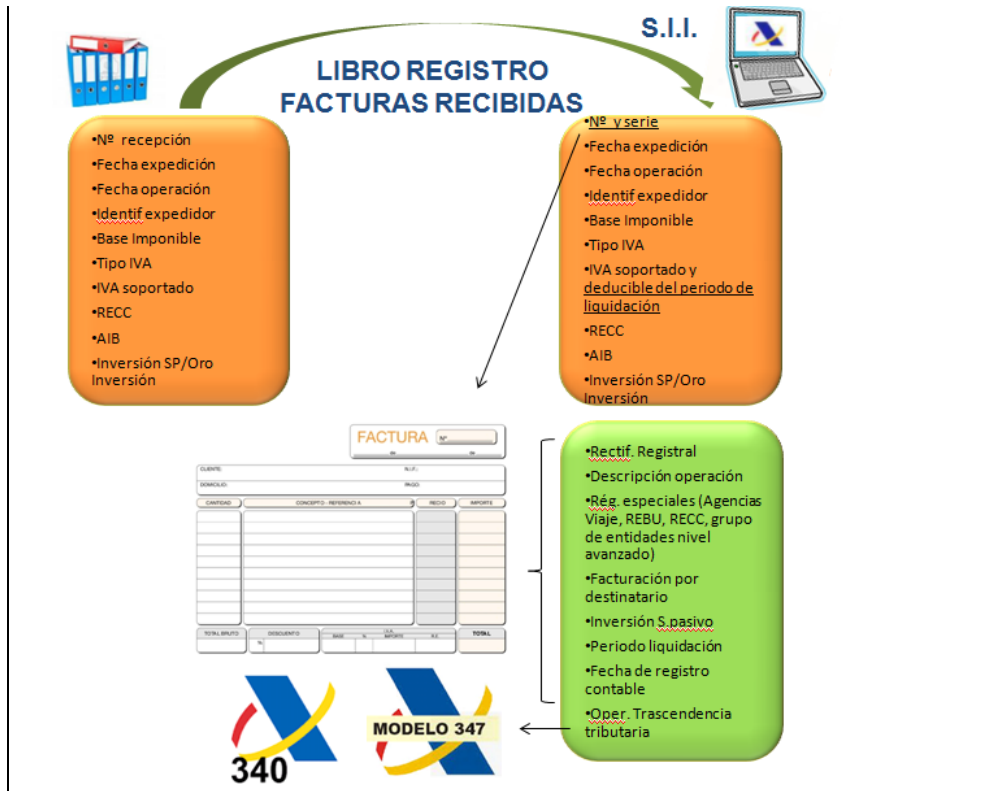 S.I.I.
LIBRO REGISTRO
FACTURAS RECIBIDAS
•Nº recepción
•Fecha expedición
•Fecha operación
•Identif expedidor
•Base Imponible
•Tipo IVA
•IVA soportado
•RECC
•AIB
•Inversión SP/Oro
Inversión
•Nº y serie
•Fecha expedición
•Fecha operación
•Identif expedidor
•Base Imponible
•Tipo IVA
•IVA soportado y
deducible del periodo de
liquidación
•RECC
•AIB
•Inversión SP/Oro
Inversión
FACTURA Nº
CLIENTE: N.I.F.:
DOMICILIO: PAGO:
CANTIDAD CONCEPTO - REFERENCIA RECIO IMPORTE
TOTAL BRUTO DESCUENTO I.V.A. TOTAL
% BASE % IMPORTE R.E.
•Rectif. Registral
•Descripción operación
•Rég. especiales (Agencias
Viaje, REBU, RECC, grupo
de entidades nivel
avanzado)
•Facturación por
destinatario
•Inversión S.pasivo
•Periodo liquidación
•Fecha de registro
contable
•Oper. Trascendencia
tributaria
340
MODELO 347